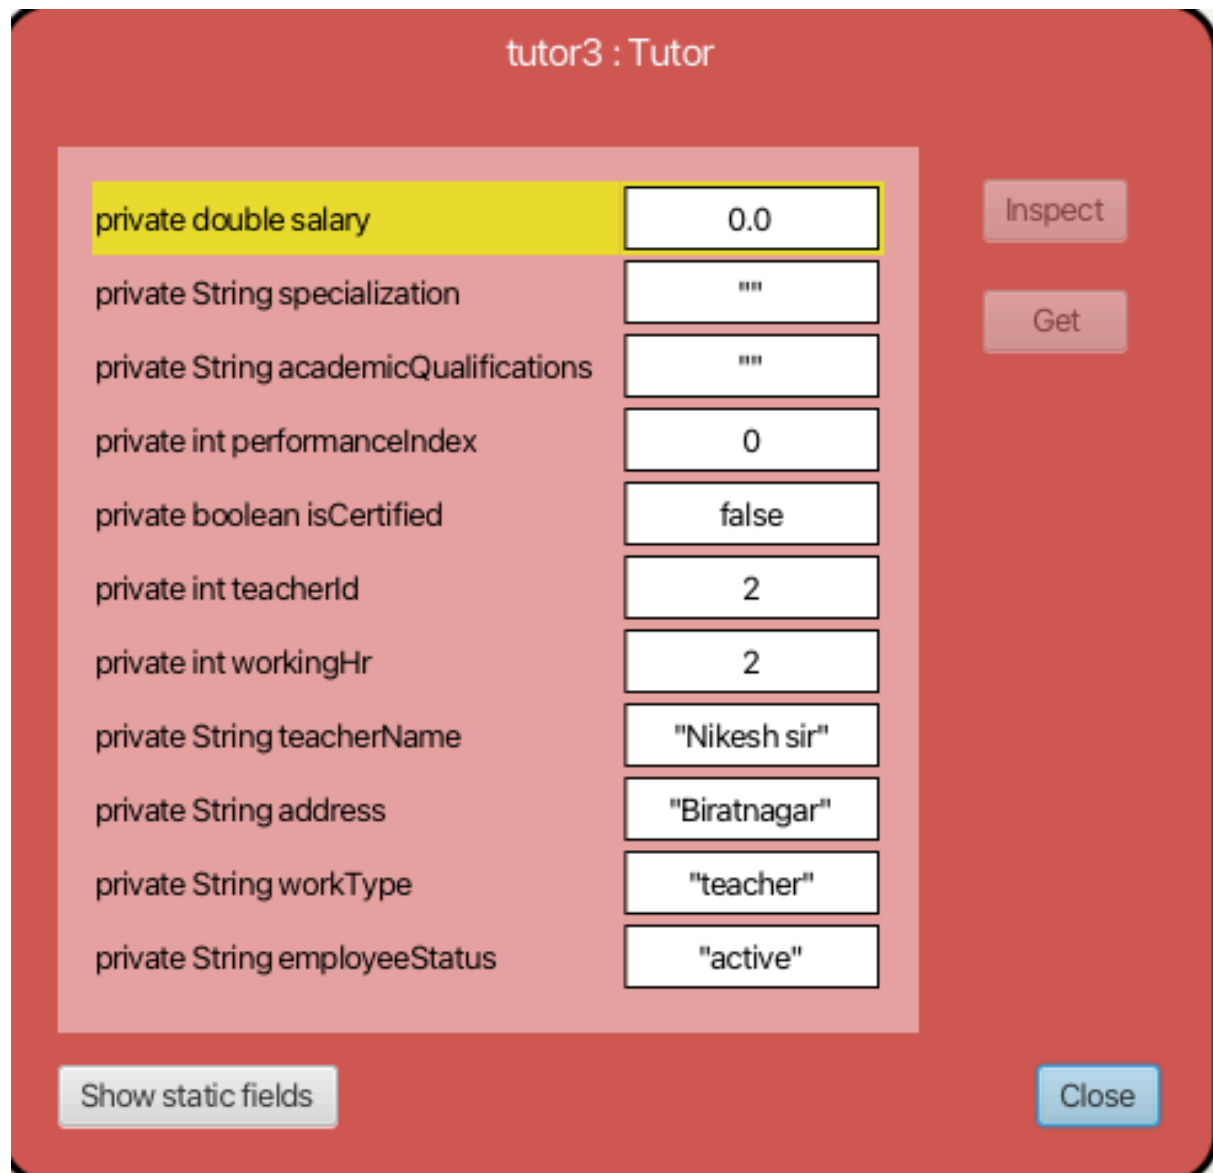 tutor3 : Tutor
private double salary 0.0
Inspect
private String specialization ""
Get
private String academicQualifications ""
private int performanceIndex 0
private boolean isCertified false
private int teacherId 2
private int workingHr 2
private String teacherName "Nikesh sir"
private String address "Biratnagar"
private String workType "teacher"
private String employeeStatus "active"
Show static fields
Close